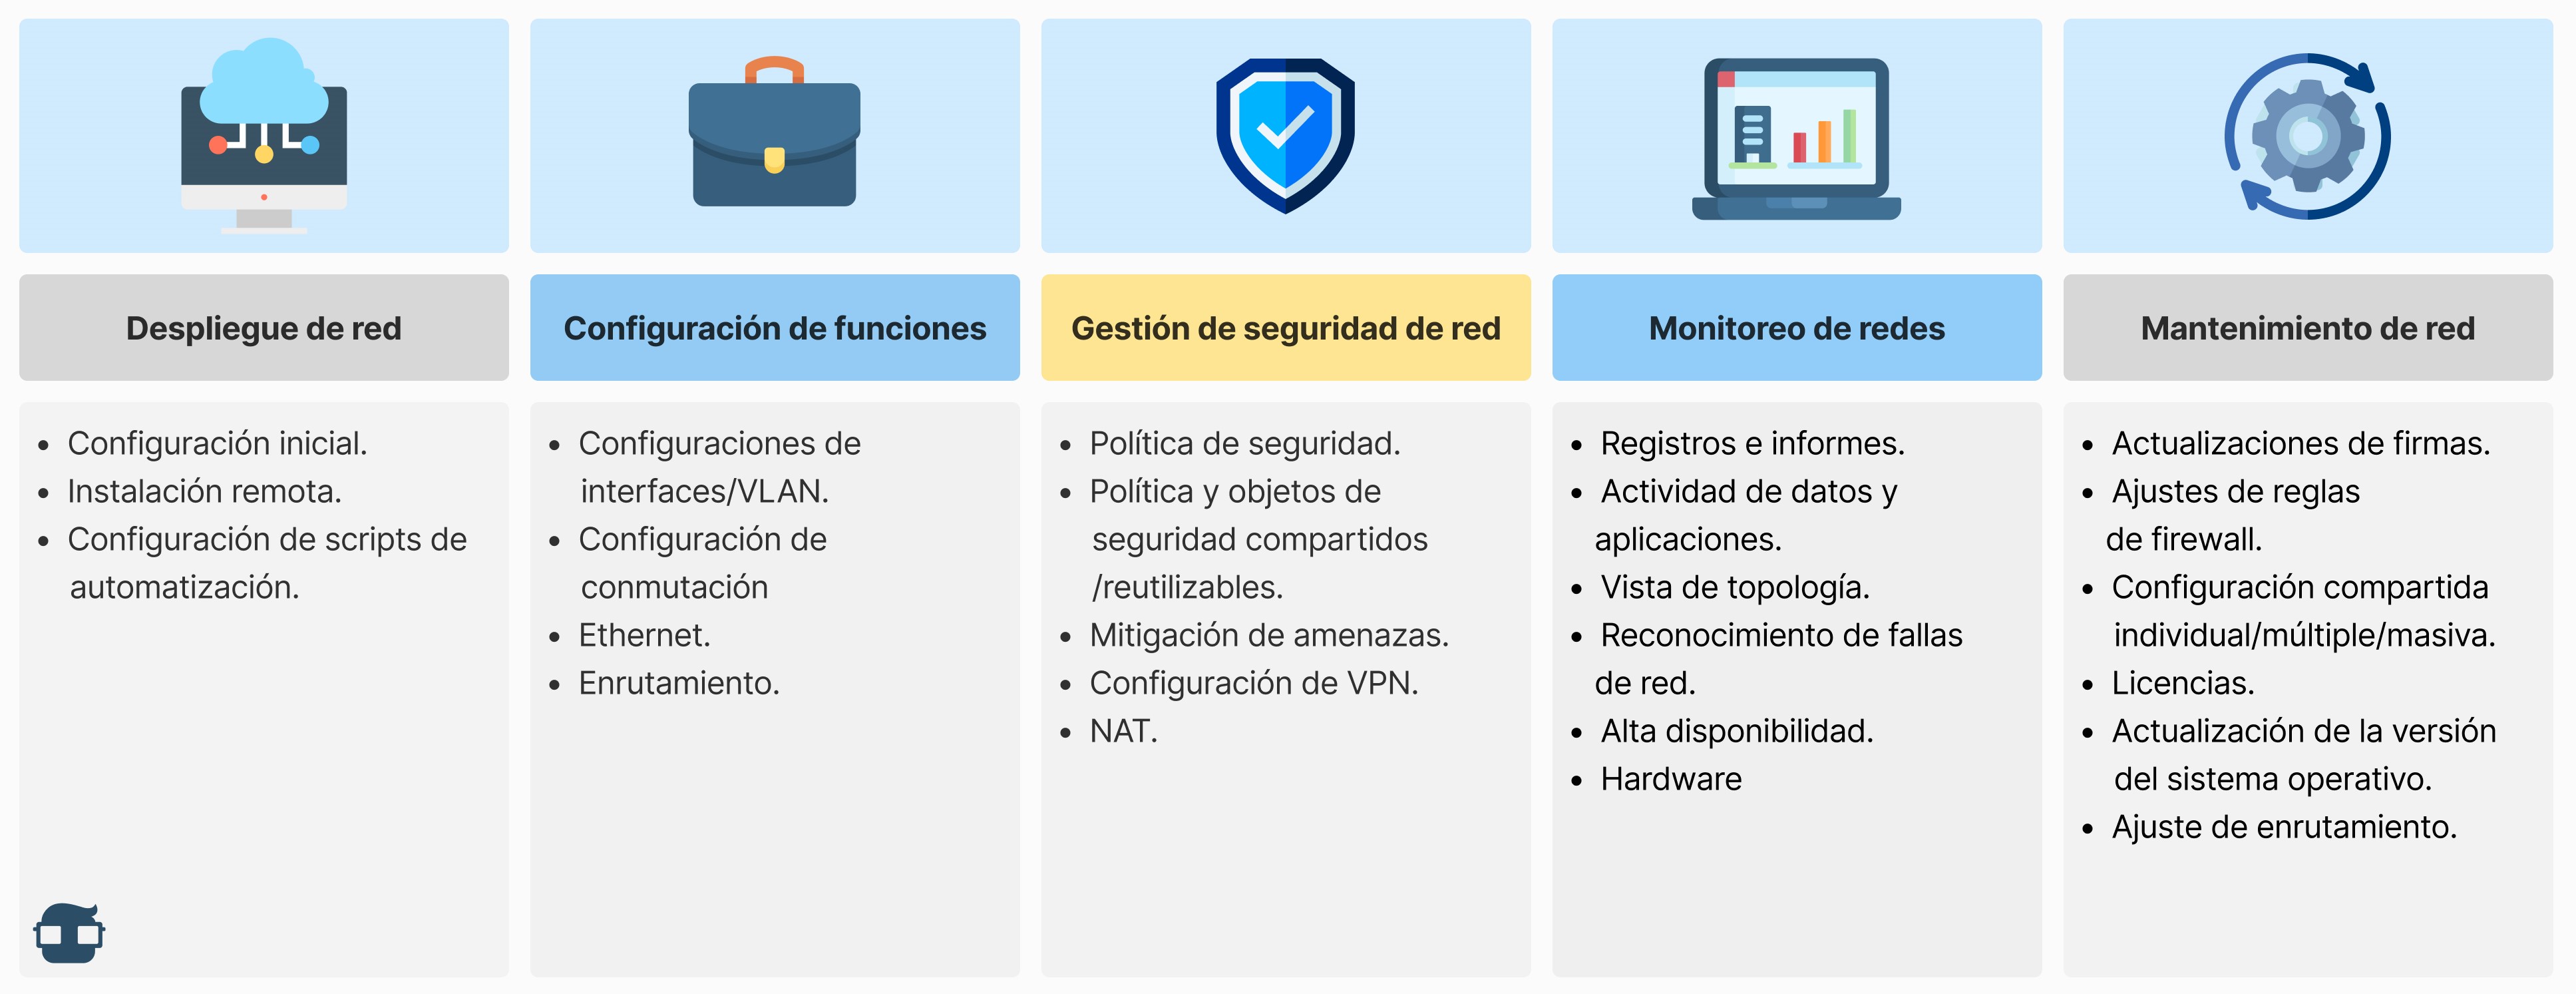 Despliegue de red
Configuración inicial.
Instalación remota.
Configuración de scripts de
automatización.
Configuración de funciones
Configuraciones de
interfaces/VLAN.
Configuración de
conmutación
Ethernet.
Enrutamiento.
Gestión de seguridad de red
Política de seguridad.
Política y objetos de
seguridad compartidos
/reutilizables.
Mitigación de amenazas.
Configuración de VPN.
NAT.
Monitoreo de redes
Registros e informes.
Actividad de datos y
aplicaciones.
Vista de topología.
Reconocimiento de fallas
de red.
Alta disponibilidad.
Hardware
Mantenimiento de red
Actualizaciones de firmas.
Ajustes de reglas
de firewall.
Configuración compartida
individual/múltiple/masiva.
Licencias.
Actualización de la versión
del sistema operativo.
Ajuste de enrutamiento.